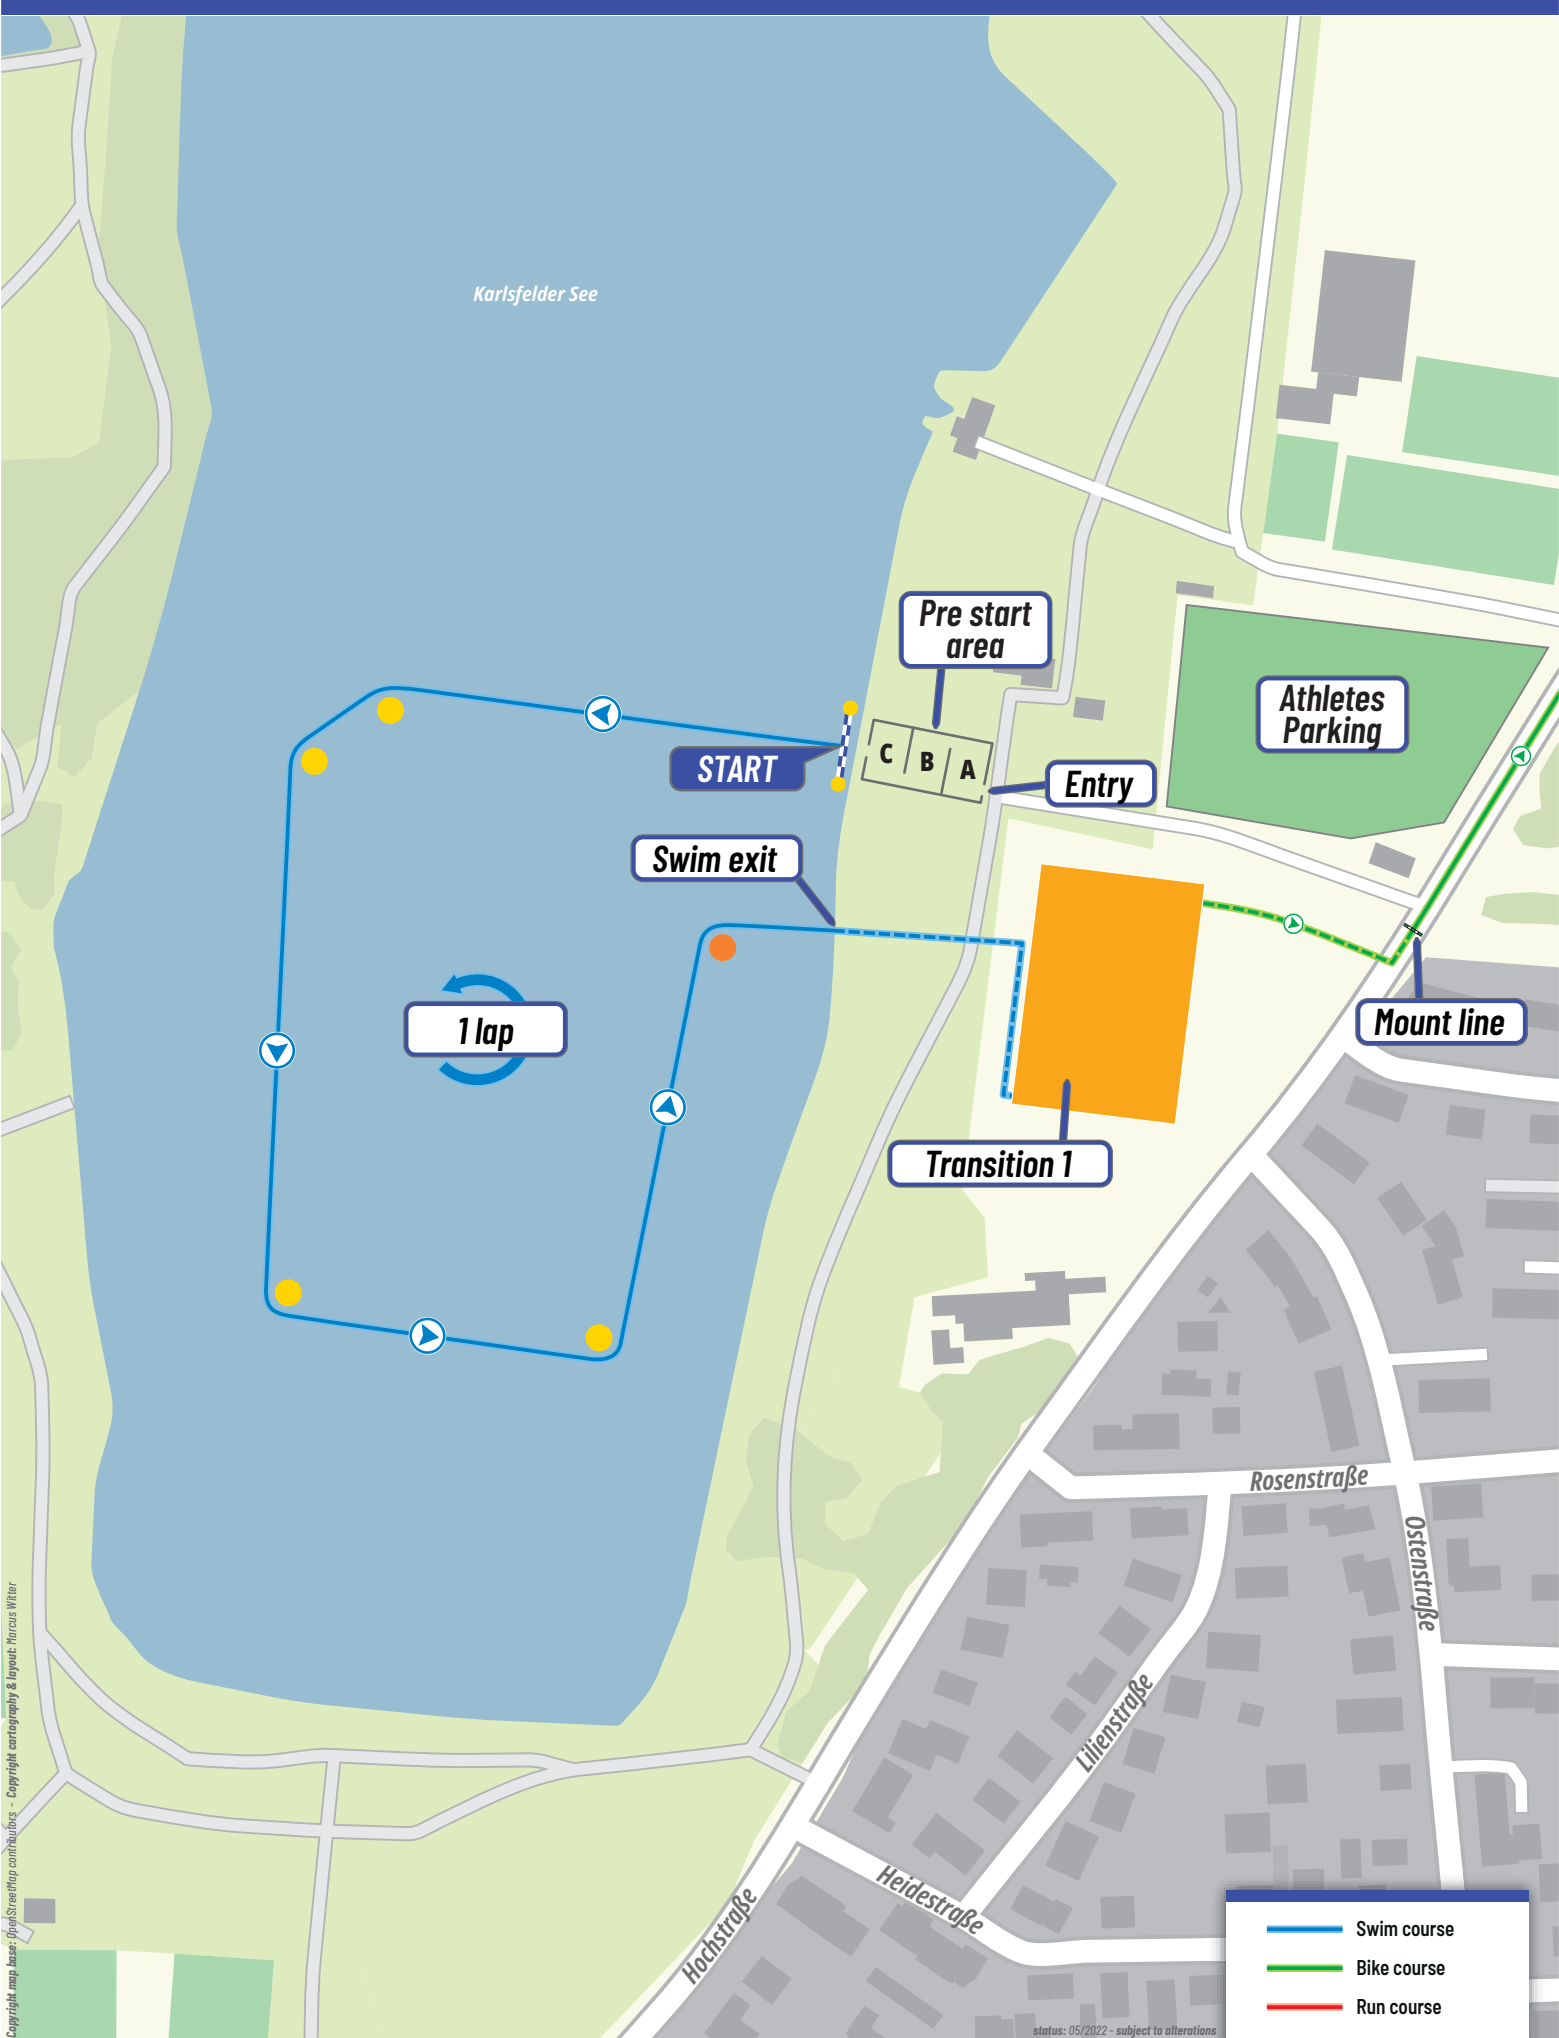 Karlsfelder See
Pre start
area
Athletes
Parking
START
C
B
A
Entry
Swim exit
1 lap
Mount line
Transition 1
Rosenstraße
Ostenstraße
Lilienstraße
Heidestraße
Hochstraße
Swim course
Bike course
Run course
status: 05/2022 - subject to alterations
Copyright map base: OpenStreetMap contributors - Copyright cartography & layout: Marcus Witter